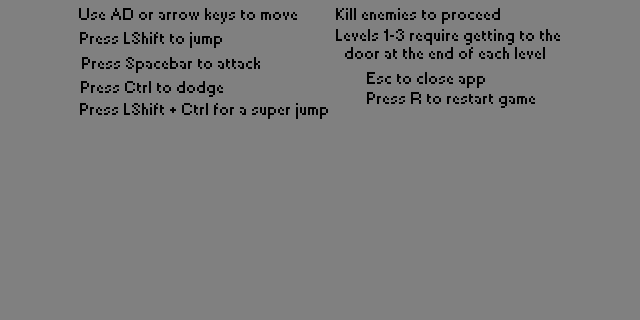 Use AD or arrow keys to move
Press LShift to jump
Press Spacebar to attack
Press Ctrl to dodge
Press LShift + Ctrl for a super jump
Kill enemies to proceed
Levels 1-3 require getting to the
door at the end of each level
Esc to close app
Press R to restart game